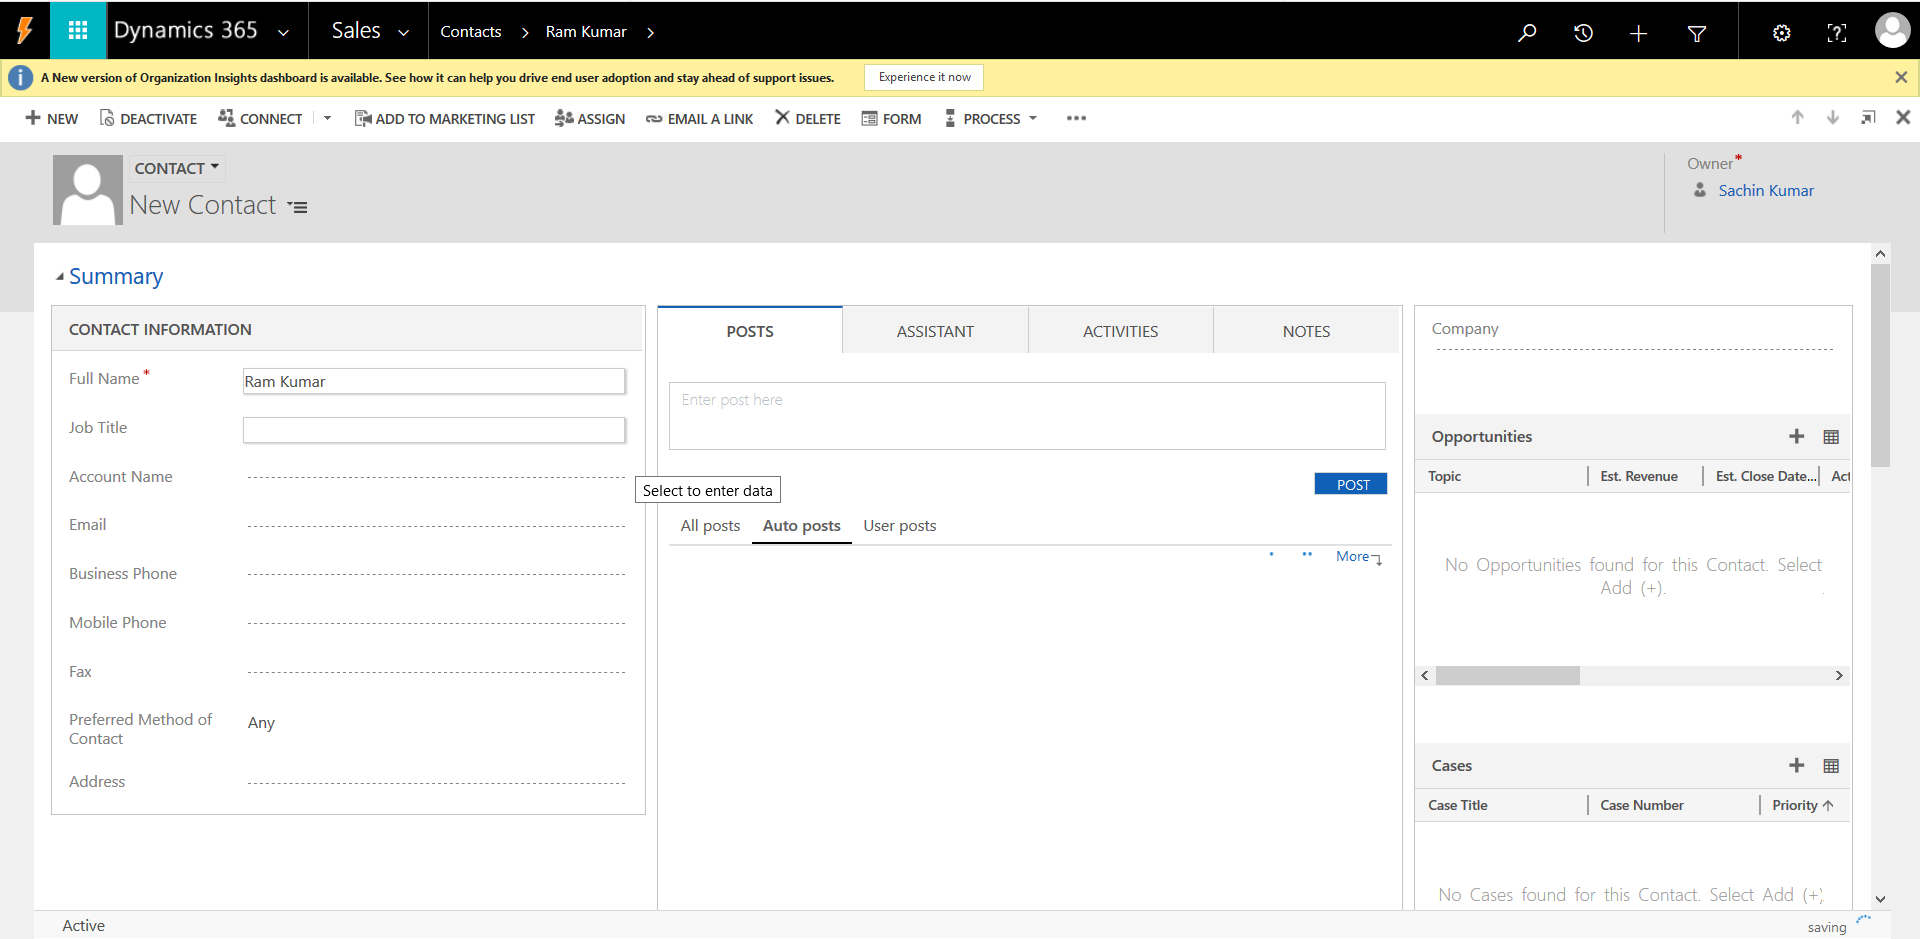 Dynamics 365
Sales
Contacts
Ram Kumar
A New version of Organization Insights dashboard is available. See how it can help you drive end user adoption and stay ahead of support issues.
Experience it now
NEW
DEACTIVATE
CONNECT
ADD TO MARKETING LIST
ASSIGN
EMAIL A LINK
DELETE
FORM
PROCESS
•••
CONTACT
New Contact
Owner*
Sachin Kumar
Summary
CONTACT INFORMATION
Full Name*
Ram Kumar
Job Title
Account Name
Email
Business Phone
Mobile Phone
Fax
Preferred Method of
Contact
Any
Address
POSTS
ASSISTANT
ACTIVITIES
NOTES
Enter post here
Select to enter data
POST
All posts
Auto posts
User posts
More
Company
Opportunities
Topic
Est. Revenue
Est. Close Date...
Act
No Opportunities found for this Contact. Select
Add (+).
Cases
Case Title
Case Number
Priority
No Cases found for this Contact. Select Add (+).
Active
saving